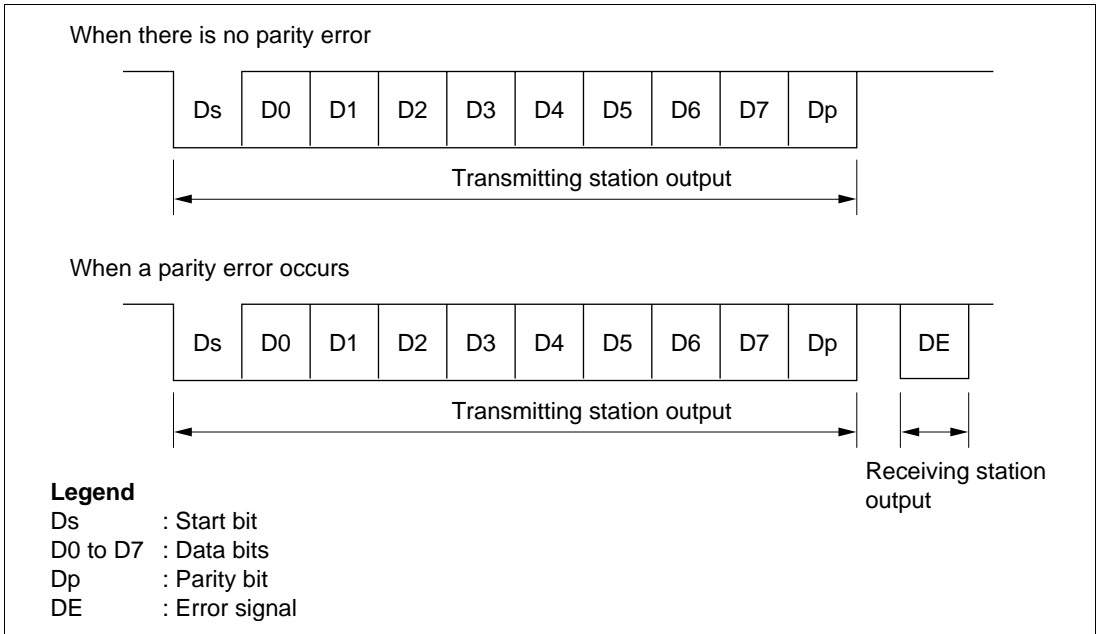 When there is no parity error
Ds D0 D1 D2 D3 D4 D5 D6 D7 Dp
Transmitting station output
When a parity error occurs
Ds D0 D1 D2 D3 D4 D5 D6 D7 Dp DE
Transmitting station output
Receiving station
output
Legend
Ds : Start bit
D0 to D7 : Data bits
Dp : Parity bit
DE : Error signal